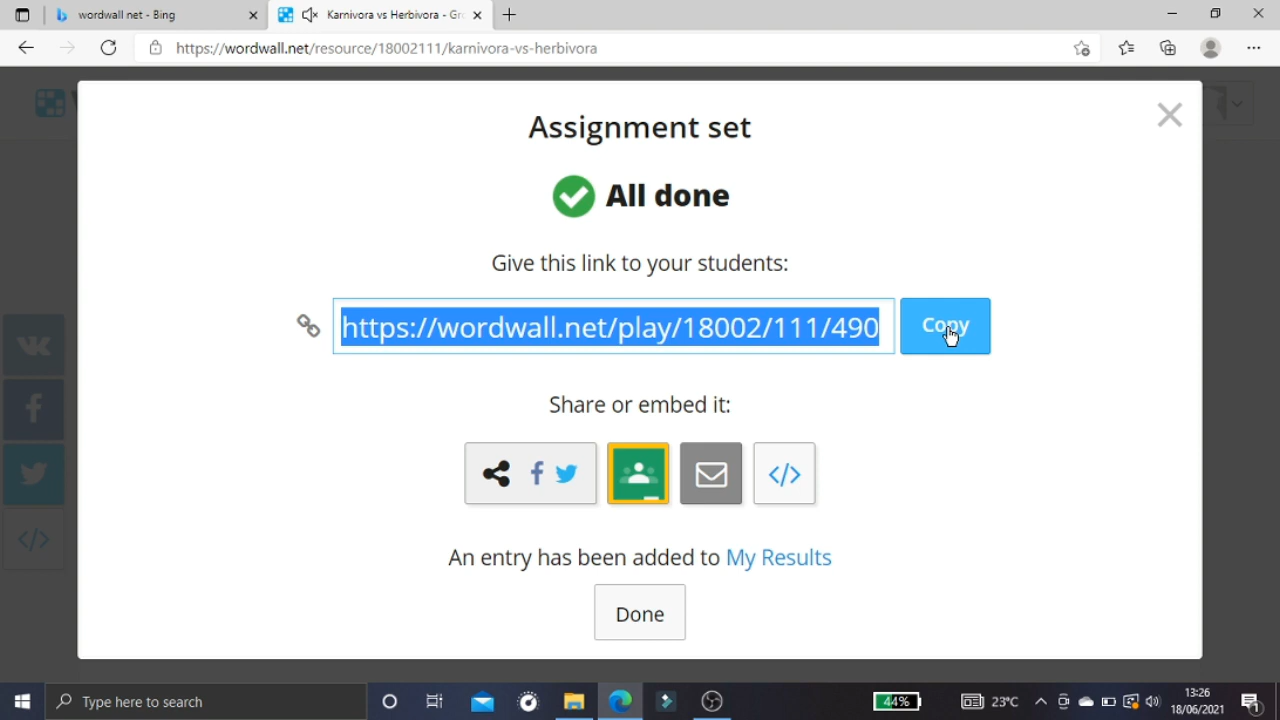 wordwall net - Bing
Karnivora vs Herbivora - Gr
https://wordwall.net/resource/18002111/karnivora-vs-herbivora
Assignment set
All done
Give this link to your students:
https://wordwall.net/play/18002/111/490
Copy
Share or embed it:
An entry has been added to My Results
Done
Type here to search
44%
23°C
13:26
18/06/2021
1